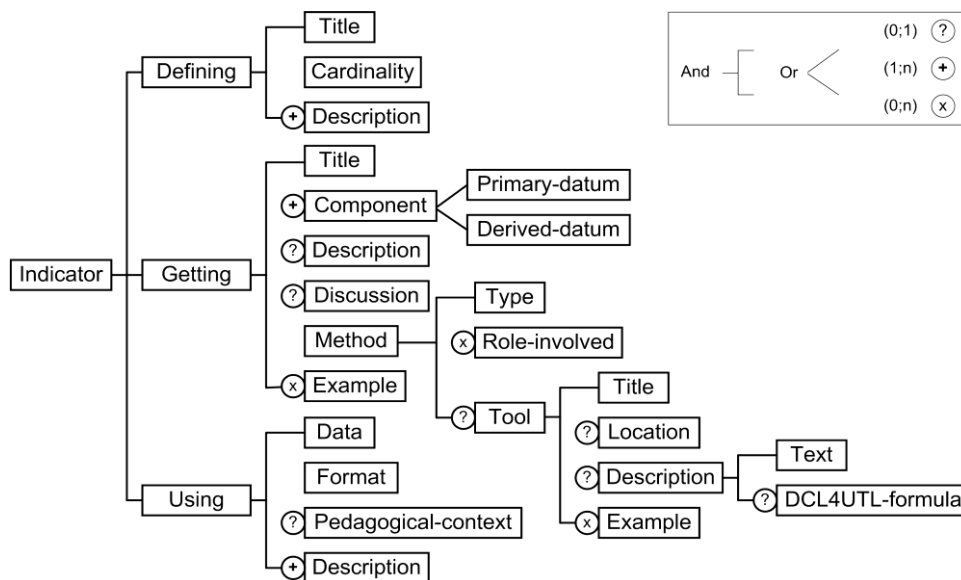 Title
(0;1) ?
Defining
Cardinality
And
Or
(1;n) +
+ Description
(0;n) x
Title
Primary-datum
+ Component
Derived-datum
? Description
Indicator
Getting
? Discussion
Type
Method
x Role-involved
x Example
Title
? Tool
Data
? Location
Text
Format
? Description
Using
? DCL4UTL-formula
? Pedagogical-context
x Example
+ Description